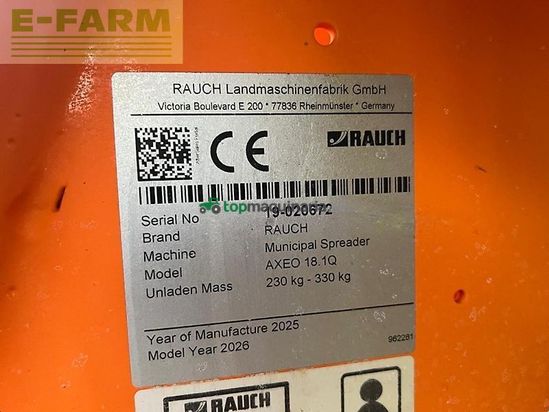 E-FARM
RAUCH Landmaschinenfabrik GmbH
Victoria Boulevard E 200 * 77836 Rheinmünster * Germany
CE RAUCH
topmaquinaria
Serial No 19-020672
Brand RAUCH
Machine Municipal Spreader
Model AXEO 18.1Q
Unladen Mass 230 kg - 330 kg
Year of Manufacture 2025
Model Year 2026
962281
RAUCH